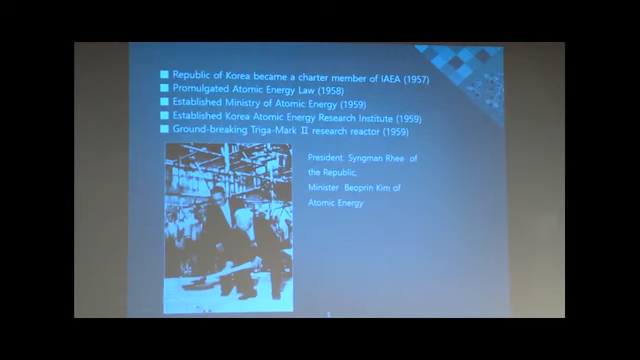 Republic of Korea became a charter member of IAEA (1957)
Promulgated Atomic Energy Law (1958)
Established Ministry of Atomic Energy (1959)
Established Korea Atomic Energy Research Institute (1959)
Ground-breaking Triga-Mark Ⅱ research reactor (1959)
President Syngman Rhee of
the Republic,
Minister Beoprin Kim of
Atomic Energy